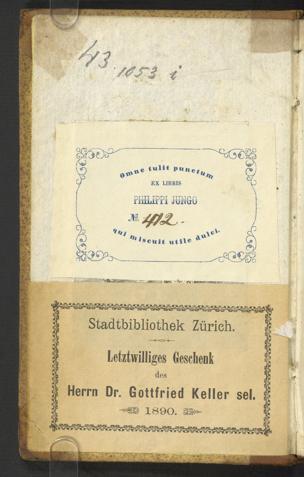 43
1053 i
Omne tulit punctum
EX LIBRIS
PHILIPPI JUNGO
№ 412.
qui miscuit utile dulci.
Stadtbibliothek Zürich.
Letztwilliges Geschenk
des
Herrn Dr. Gottfried Keller sel.
1890.